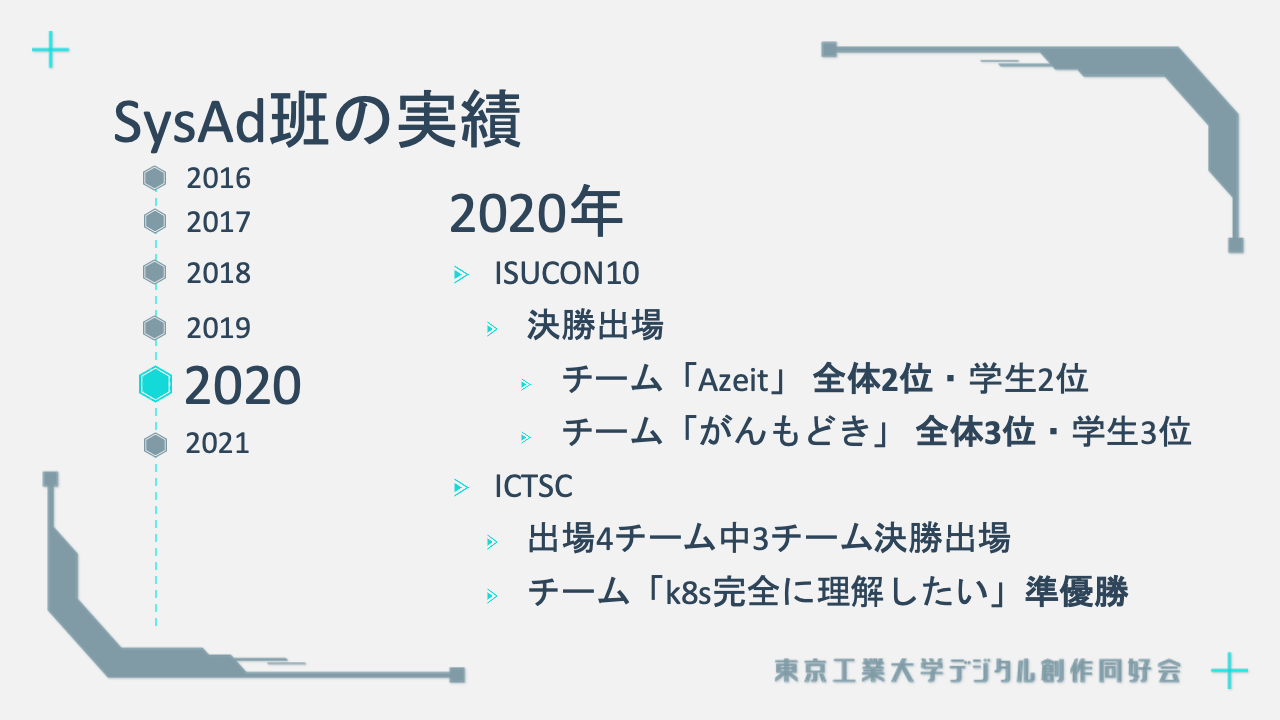 SysAd班の実績
2016
2017
2018
2019
2020
2021
2020年
ISUCON10
決勝出場
チーム「Azeit」 全体2位・学生2位
チーム「がんもどき」 全体3位・学生3位
ICTSC
出場4チーム中3チーム決勝出場
チーム「k8s完全に理解したい」準優勝
東京工業大学デジタル創作同好会